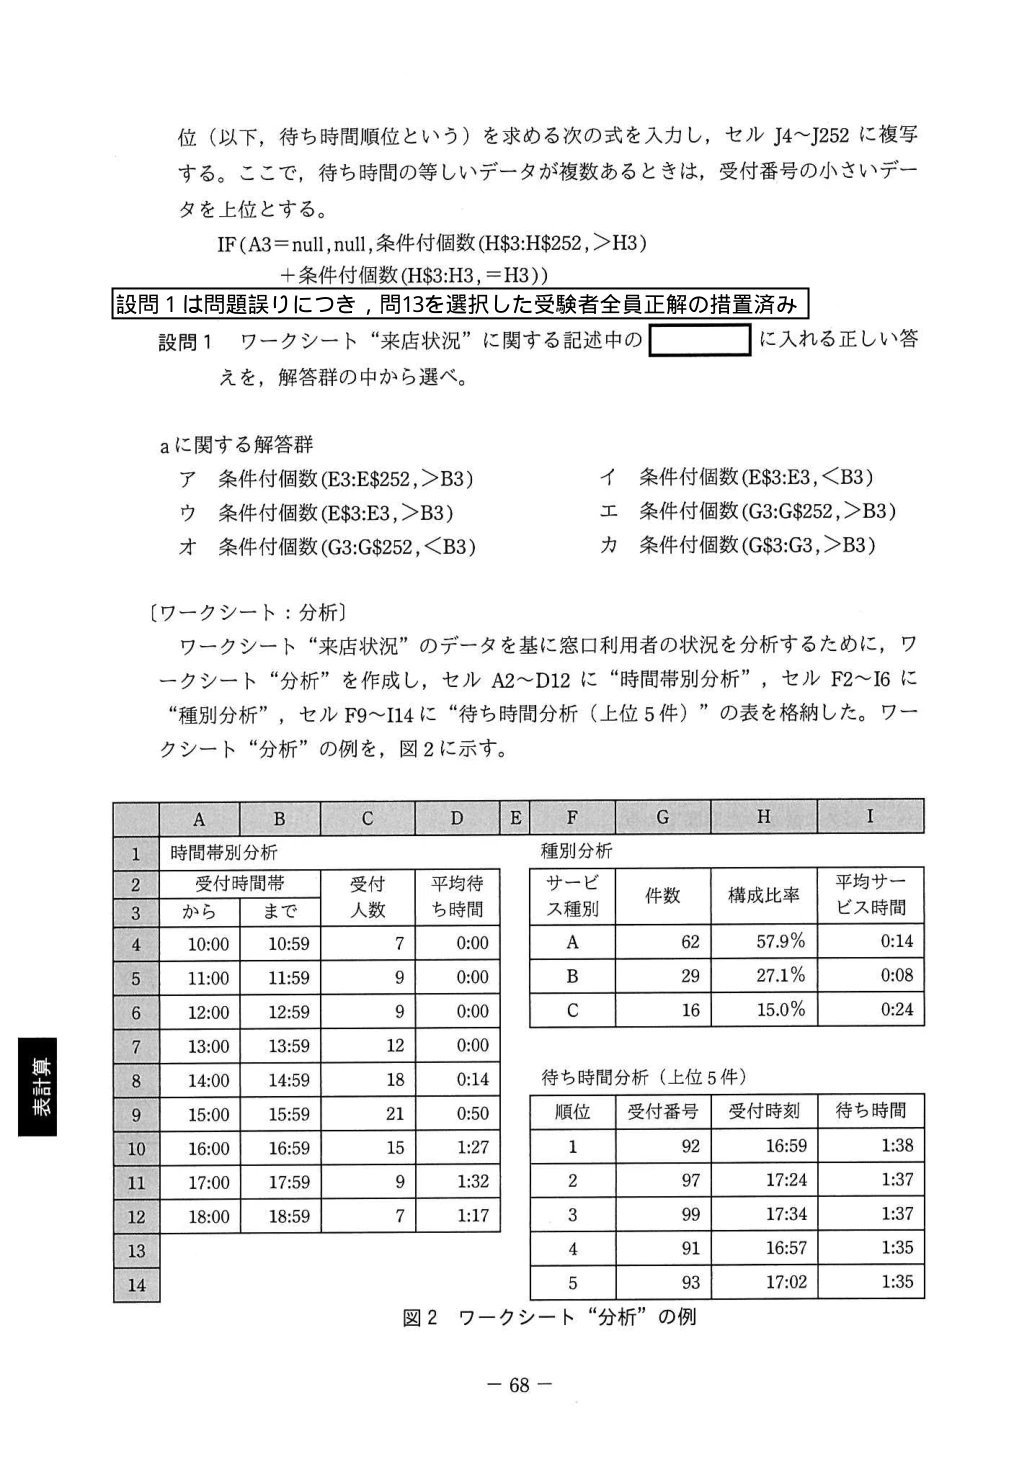 位（以下，待ち時間順位という）を求める次の式を入力し，セル J4～J252 に複写
する。ここで，待ち時間の等しいデータが複数あるときは，受付番号の小さいデー
タを上位とする。
IF(A3＝null,null,条件付個数(H$3:H$252,＞H3)
＋条件付個数(H$3:H3,＝H3))
設問１は問題誤りにつき，問13を選択した受験者全員正解の措置済み
設問1　ワークシート“来店状況”に関する記述中の　に入れる正しい答
えを，解答群の中から選べ。
a に関する解答群
ア　条件付個数(E3:E$252,＞B3)　イ　条件付個数(E$3:E3,＜B3)
ウ　条件付個数(E$3:E3,＞B3)　エ　条件付個数(G3:G$252,＞B3)
オ　条件付個数(G3:G$252,＜B3)　カ　条件付個数(G$3:G3,＞B3)
〔ワークシート：分析〕
ワークシート“来店状況”のデータを基に窓口利用者の状況を分析するために，ワ
ークシート“分析”を作成し，セル A2～D12 に“時間帯別分析”，セル F2～I6 に
“種別分析”，セル F9～I14 に“待ち時間分析（上位5件）”の表を格納した。ワー
クシート“分析”の例を，図2に示す。
A B C D E F G H I
1 時間帯別分析 種別分析
2 受付時間帯 受付 平均待 サービ 件数 構成比率 平均サー
3 から まで 人数 ち時間 ス種別 ビス時間
4 10:00 10:59 7 0:00 A 62 57.9% 0:14
5 11:00 11:59 9 0:00 B 29 27.1% 0:08
6 12:00 12:59 9 0:00 C 16 15.0% 0:24
7 13:00 13:59 12 0:00
8 14:00 14:59 18 0:14 待ち時間分析（上位5件）
9 15:00 15:59 21 0:50 順位 受付番号 受付時刻 待ち時間
10 16:00 16:59 15 1:27 1 92 16:59 1:38
11 17:00 17:59 9 1:32 2 97 17:24 1:37
12 18:00 18:59 7 1:17 3 99 17:34 1:37
13 4 91 16:57 1:35
14 5 93 17:02 1:35
図2　ワークシート“分析”の例
表計算
－ 68 －